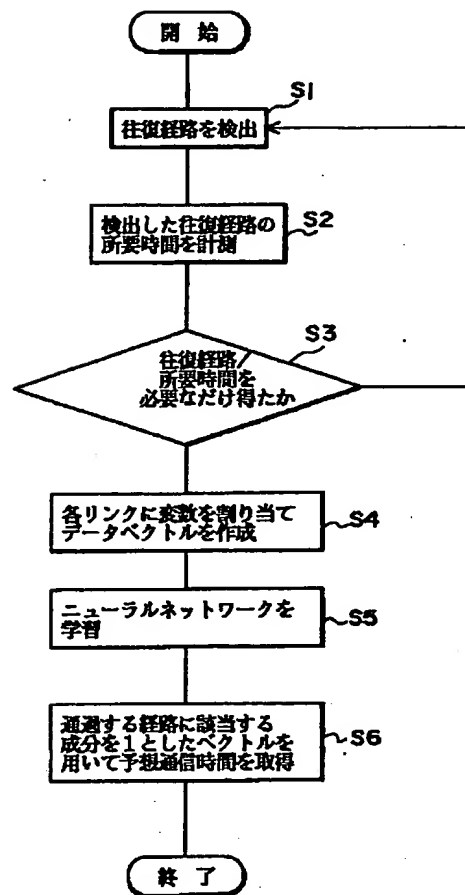 開始
S1
往復経路を検出
S2
検出した往復経路の
所要時間を計測
S3
往復経路/
所要時間を
必要なだけ得たか
各リンクに変数を割り当て
データベクトルを作成
S4
ニューラルネットワークを
学習
S5
通過する経路に該当する
成分を1としたベクトルを
用いて予想通信時間を取得
S6
終了